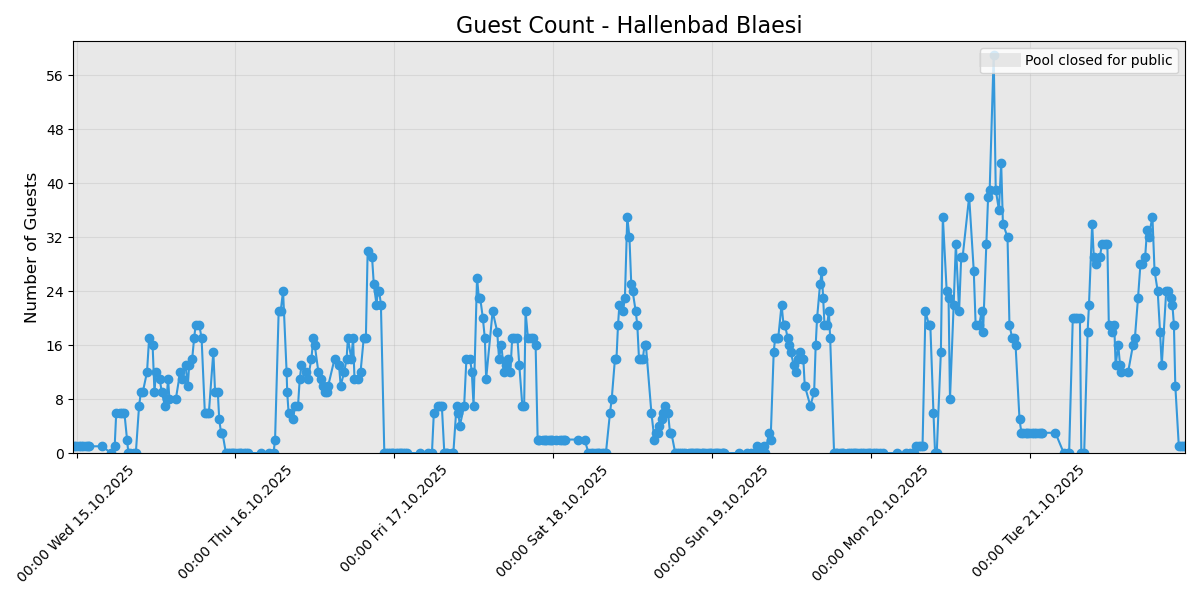 Guest Count - Hallenbad Blaesi
Pool closed for public
Number of Guests
56
48
40
32
24
16
8
0
00:00 Wed 15.10.2025
00:00 Thu 16.10.2025
00:00 Fri 17.10.2025
00:00 Sat 18.10.2025
00:00 Sun 19.10.2025
00:00 Mon 20.10.2025
00:00 Tue 21.10.2025